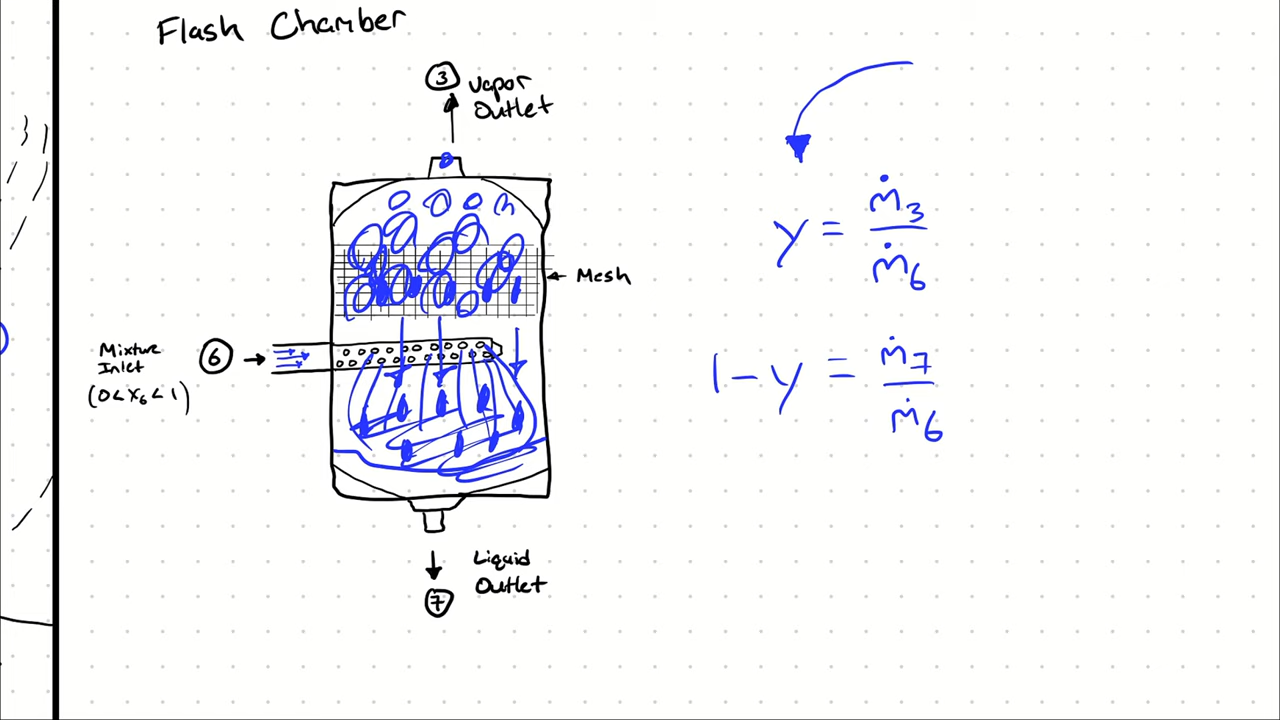 Flash Chamber
3
Vapor
Outlet
Mesh
Mixture
Inlet
(0<x₆<1)
6
Liquid
Outlet
7
y = ṁ₃/ṁ₆
1-y = ṁ₇/ṁ₆